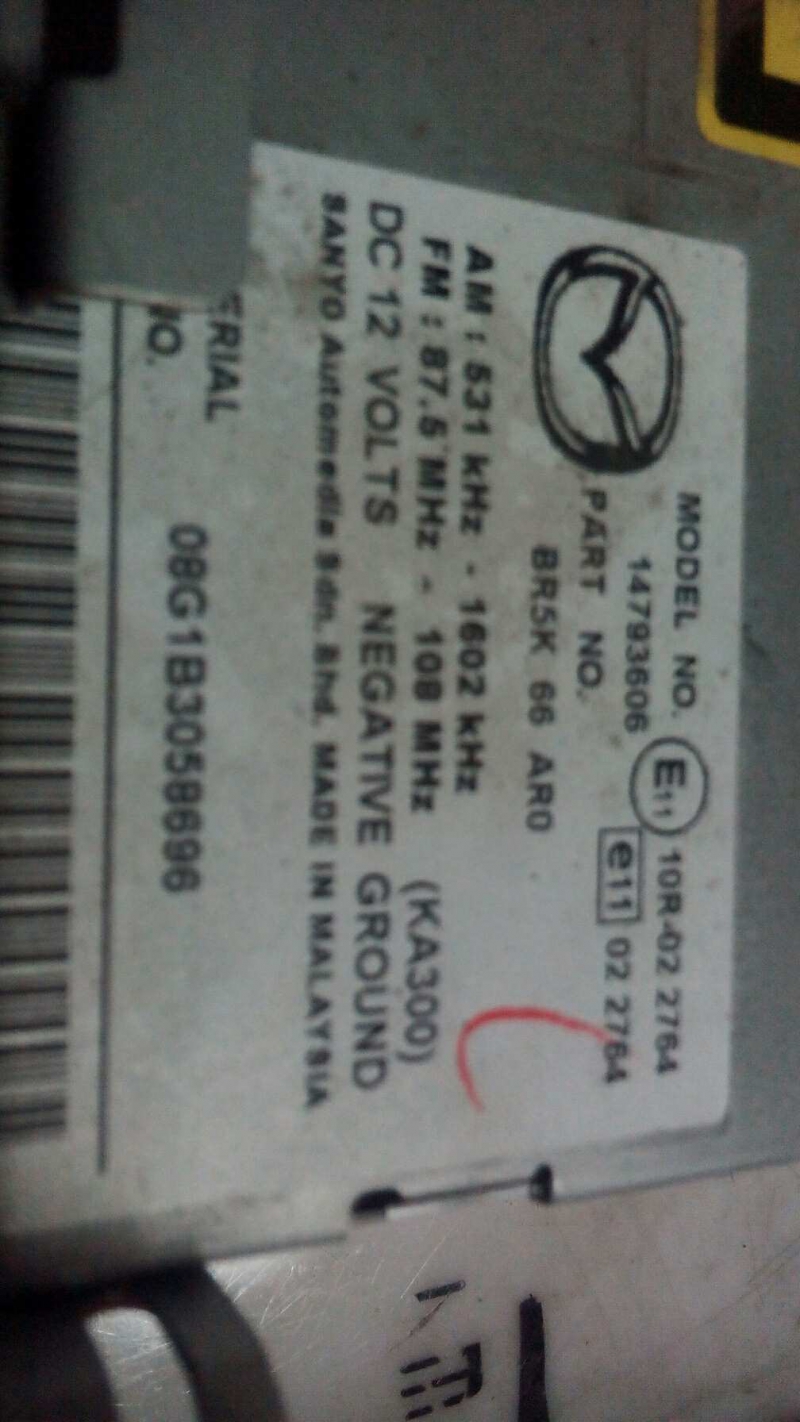 MODEL NO.
14793606
E11 10R-02 2764
e11 02 2764
PART NO.
BR5K 66 AR0
AM : 531 kHz - 1602 kHz
FM : 87.5 MHz - 108 MHz (KA300)
DC 12 VOLTS NEGATIVE GROUND
SANYO Automedia Sdn. Bhd. MADE IN MALAYSIA
ERIAL
NO.
08G1B3058696